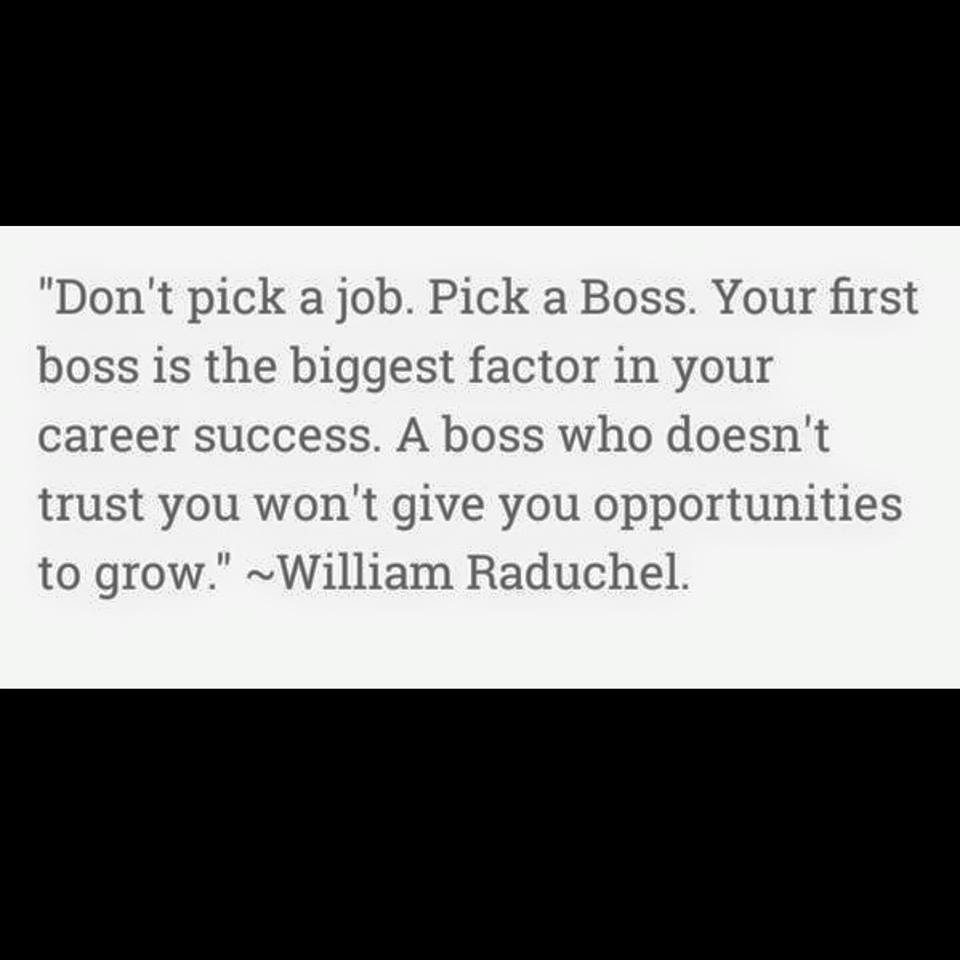 "Don't pick a job. Pick a Boss. Your first
boss is the biggest factor in your
career success. A boss who doesn't
trust you won't give you opportunities
to grow." ~William Raduchel.